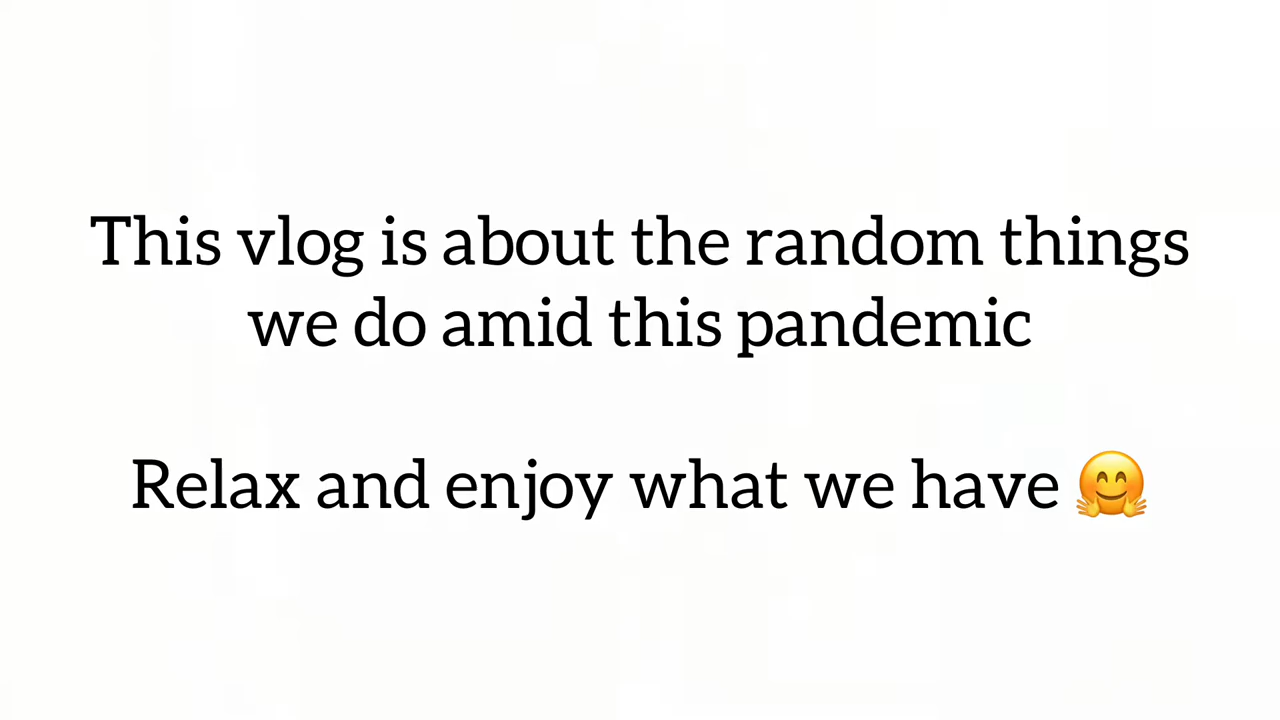 This vlog is about the random things
we do amid this pandemic
Relax and enjoy what we have 🤗